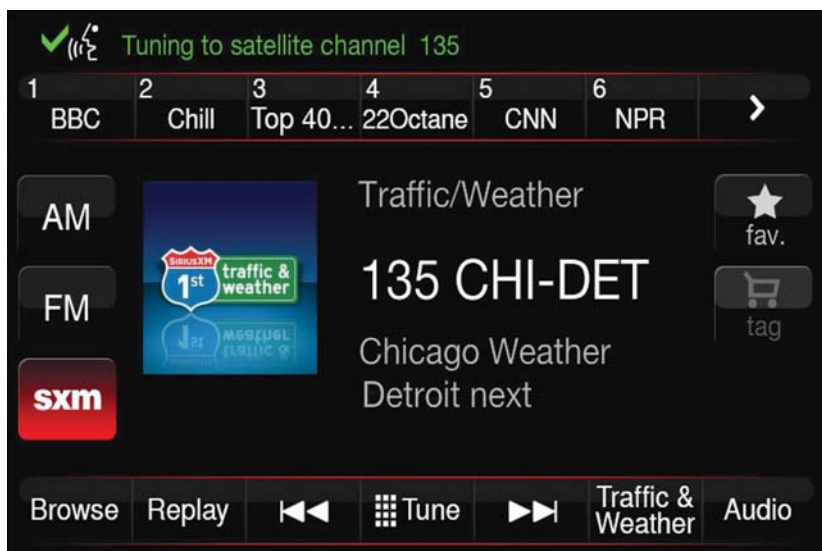 Tuning to satellite channel 135
1 BBC
2 Chill
3 Top 40...
4 22Octane
5 CNN
6 NPR
AM
FM
sxm
SIRIUSXM
1st traffic &
weather
Traffic/Weather
135 CHI-DET
Chicago Weather
Detroit next
fav.
tag
Browse
Replay
Tune
Traffic &
Weather
Audio